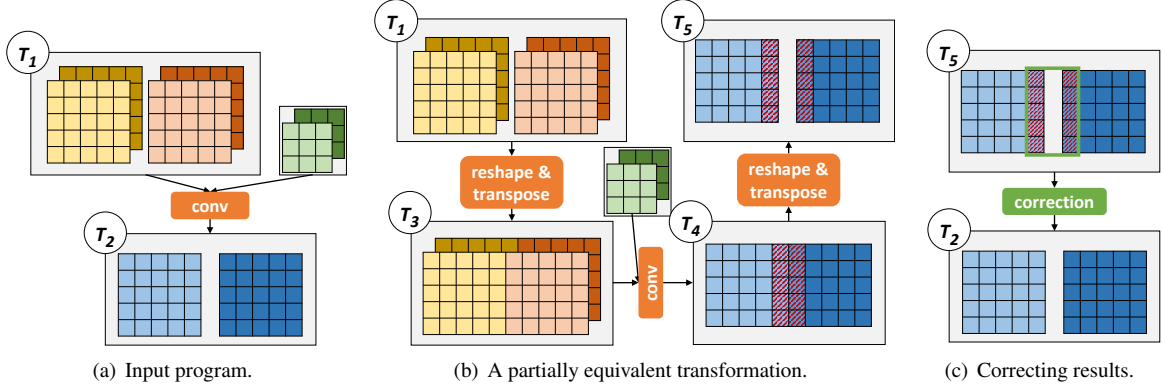 T1
conv
T2
(a) Input program.
T1
reshape &
transpose
T3
conv
T4
reshape &
transpose
T5
(b) A partially equivalent transformation.
T5
correction
T2
(c) Correcting results.